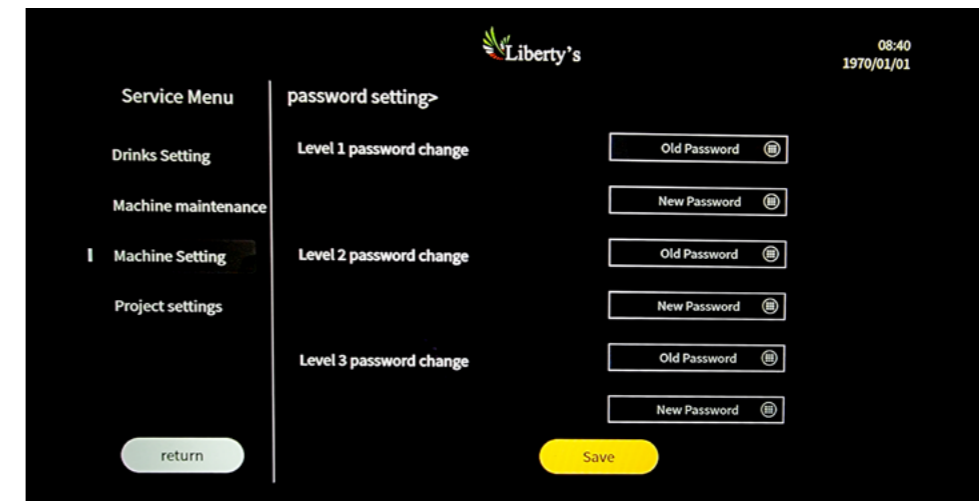 Liberty's
08:40
1970/01/01
Service Menu
password setting>
Drinks Setting
Machine maintenance
Machine Setting
Project settings
Level 1 password change
Old Password
New Password
Level 2 password change
Old Password
New Password
Level 3 password change
Old Password
New Password
return
Save